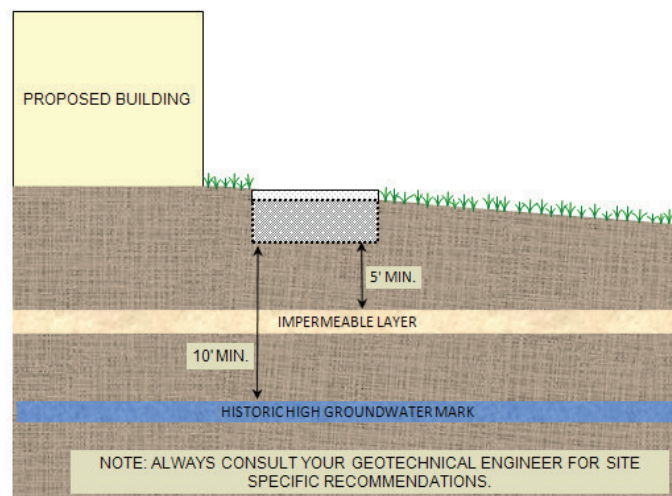 PROPOSED BUILDING
5' MIN.
IMPERMEABLE LAYER
10' MIN.
HISTORIC HIGH GROUNDWATER MARK
NOTE: ALWAYS CONSULT YOUR GEOTECHNICAL ENGINEER FOR SITE
SPECIFIC RECOMMENDATIONS.